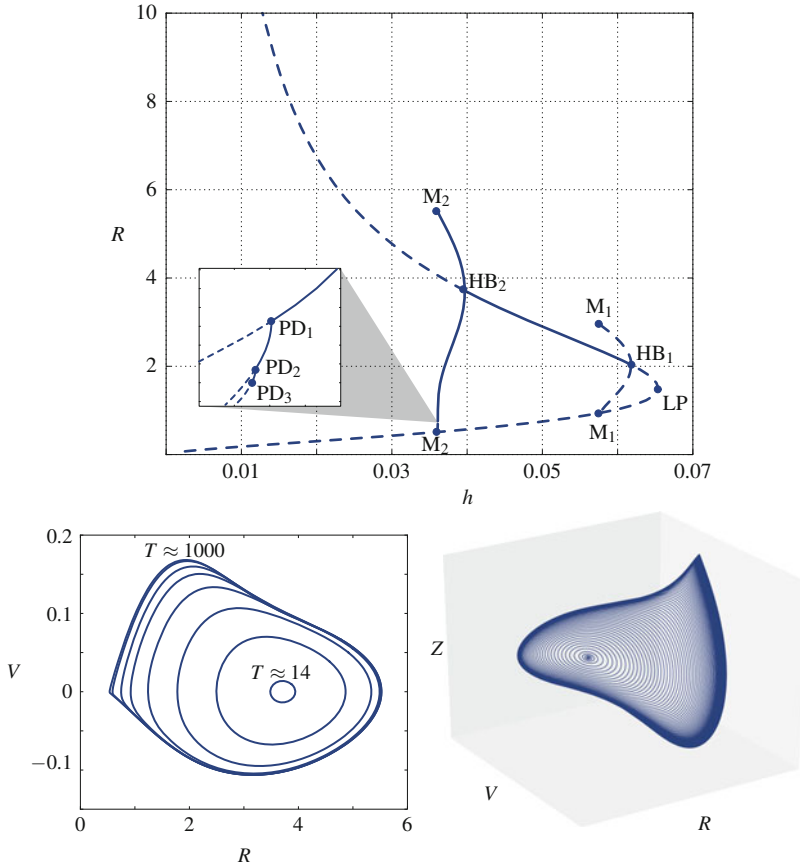 10
8
M₂
6
R
4
HB₂
M₁
PD₁
HB₁
2
PD₂
PD₃
LP
M₂
M₁
0.01
0.03
0.05
0.07
h
0.2
T ≈ 1000
0.1
Z
V
T ≈ 14
0
−0.1
V
0
2
4
6
R
R